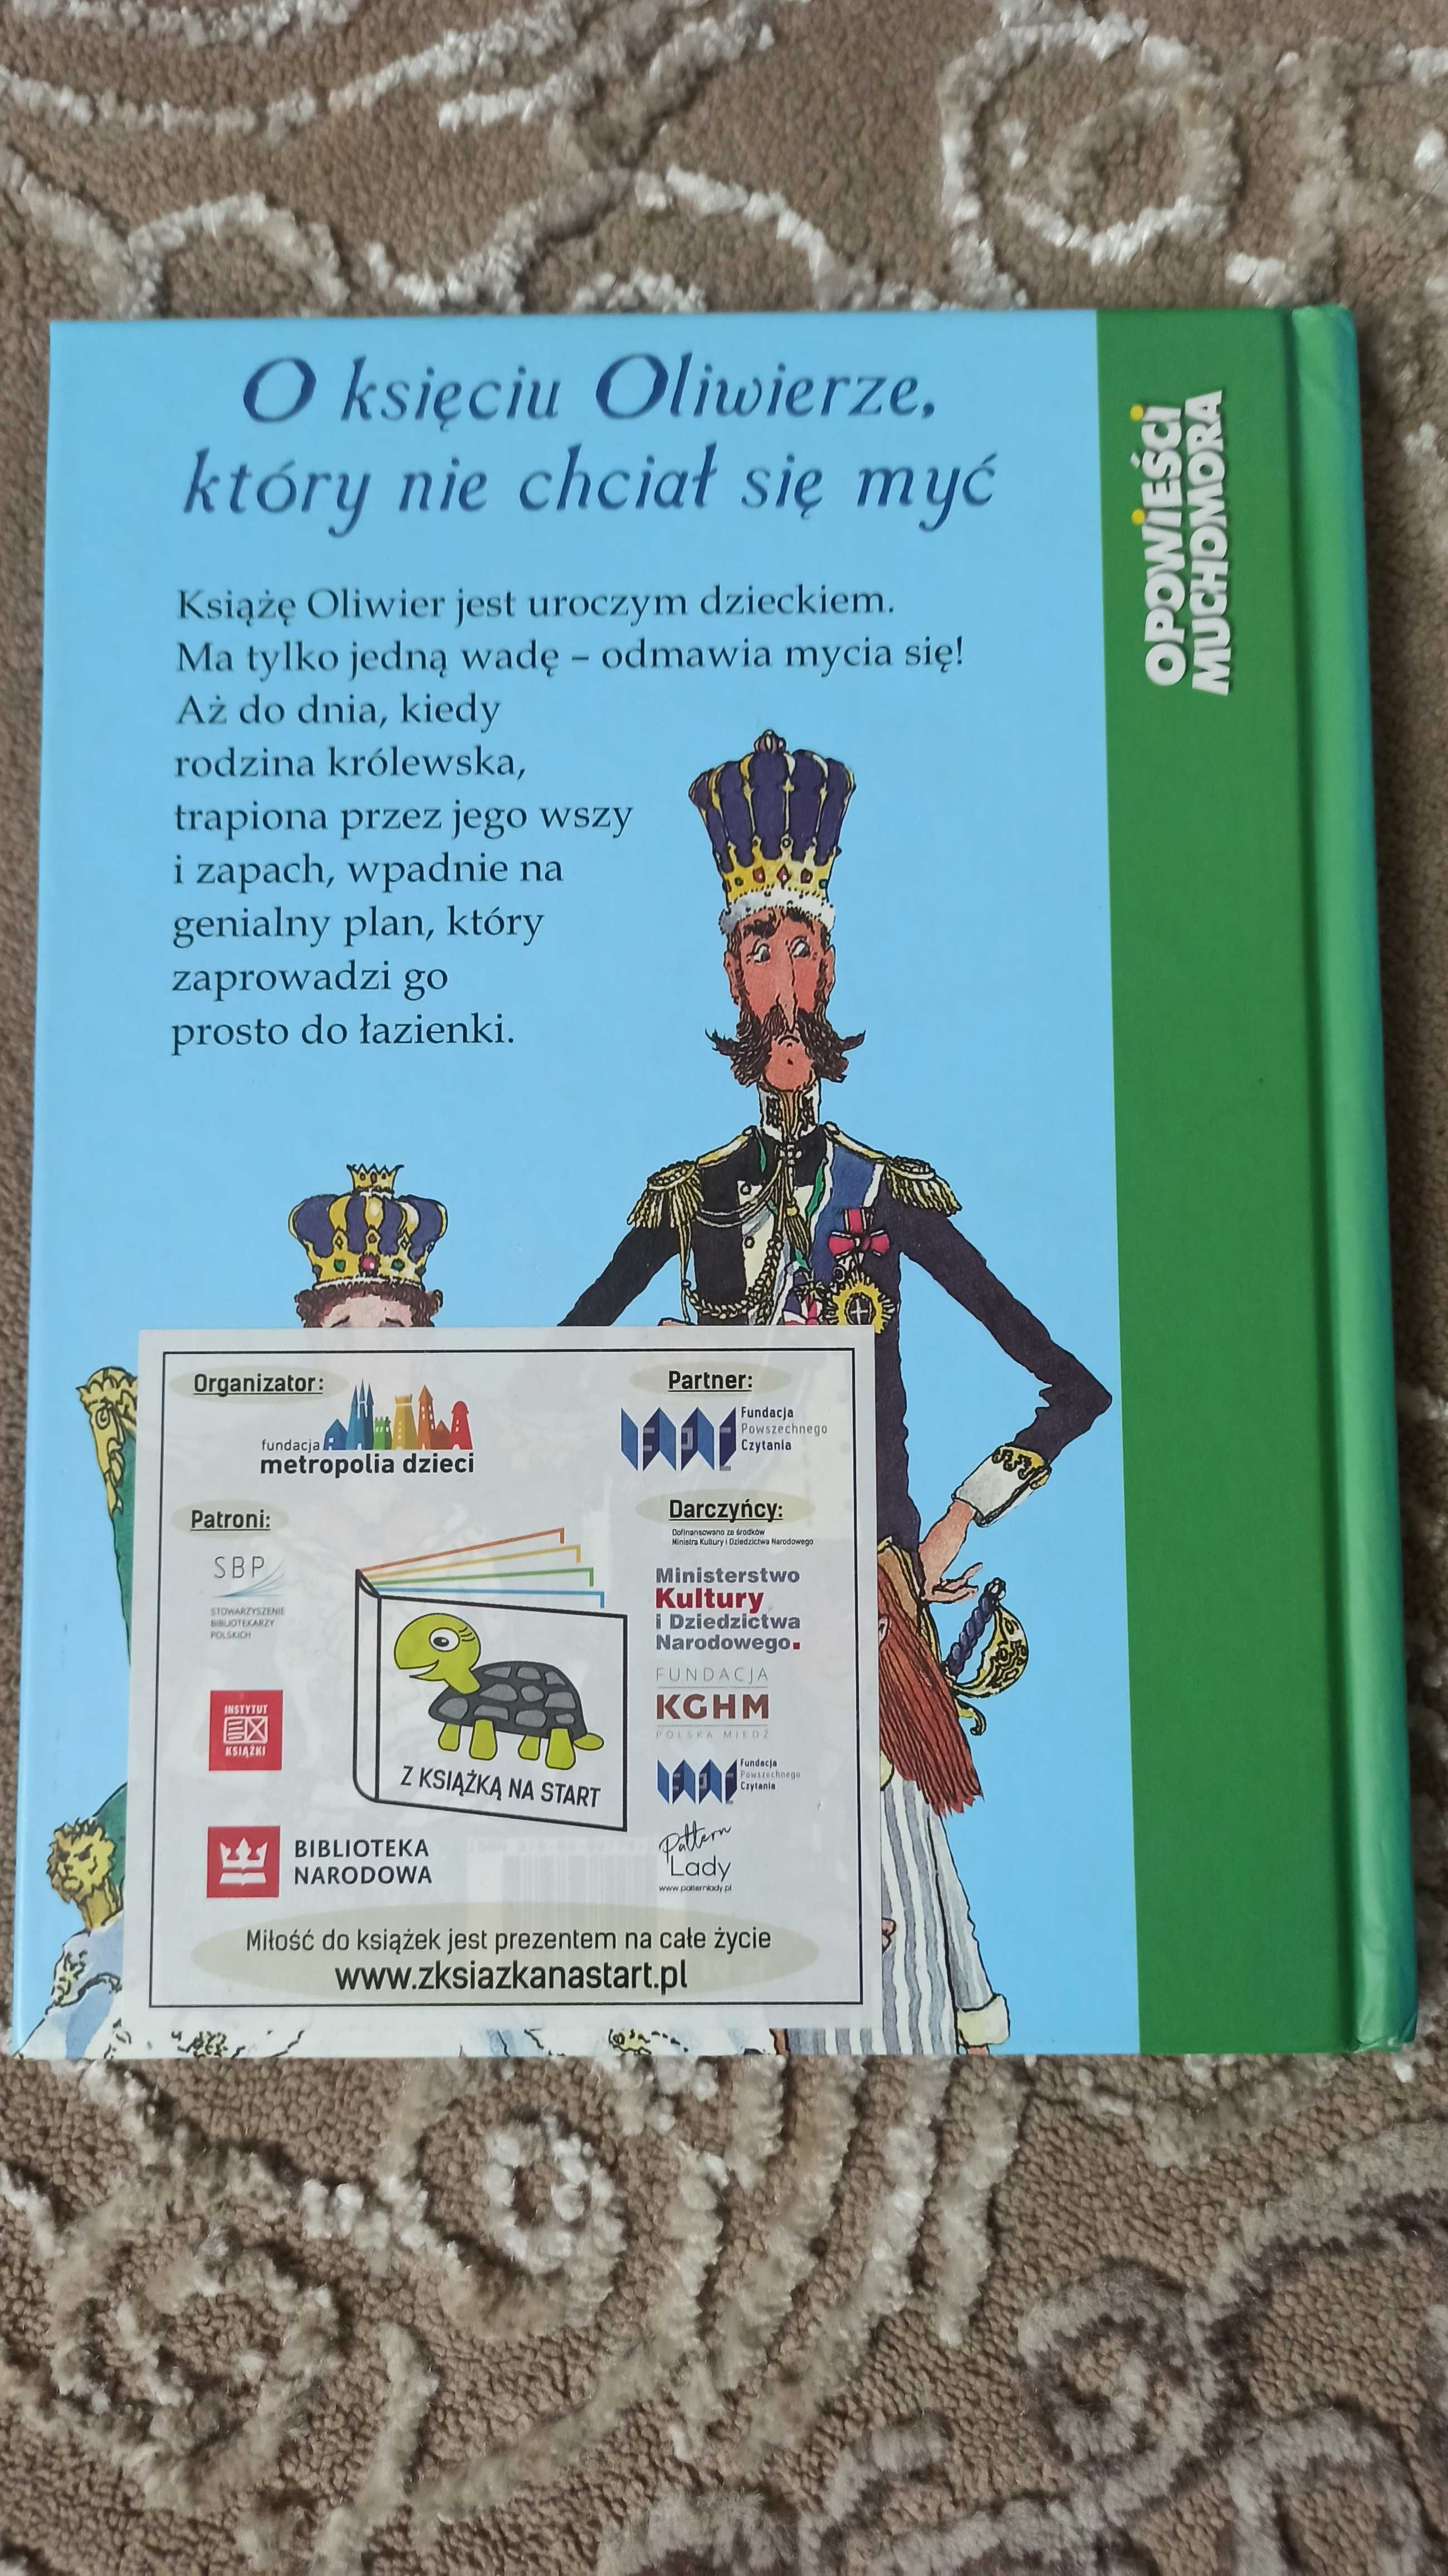 O księciu Oliwierze,
który nie chciał się myć
Książę Oliwier jest uroczym dzieckiem.
Ma tylko jedną wadę – odmawia mycia się!
Aż do dnia, kiedy
rodzina królewska,
trapiona przez jego wszy
i zapach, wpadnie na
genialny plan, który
zaprowadzi go
prosto do łazienki.
OPOWIEŚCI
MUCHOMORA
Organizator:
fundacja
metropolia dzieci
Partner:
FPC
Fundacja
Powszechnego
Czytania
Patroni:
SBP
STOWARZYSZENIE
BIBLIOTEKARZY
POLSKICH
INSTYTUT
KSIĄŻKI
BIBLIOTEKA
NARODOWA
Z KSIĄŻKĄ NA START
Darczyńcy:
Dofinansowano ze środków
Ministra Kultury i Dziedzictwa Narodowego
Ministerstwo
Kultury
i Dziedzictwa
Narodowego.
FUNDACJA
KGHM
POLSKA MIEDŹ
FPC
Fundacja
Powszechnego
Czytania
Pattern
Lady
www.patternlady.pl
Miłość do książek jest prezentem na całe życie
www.zksiazkanastart.pl